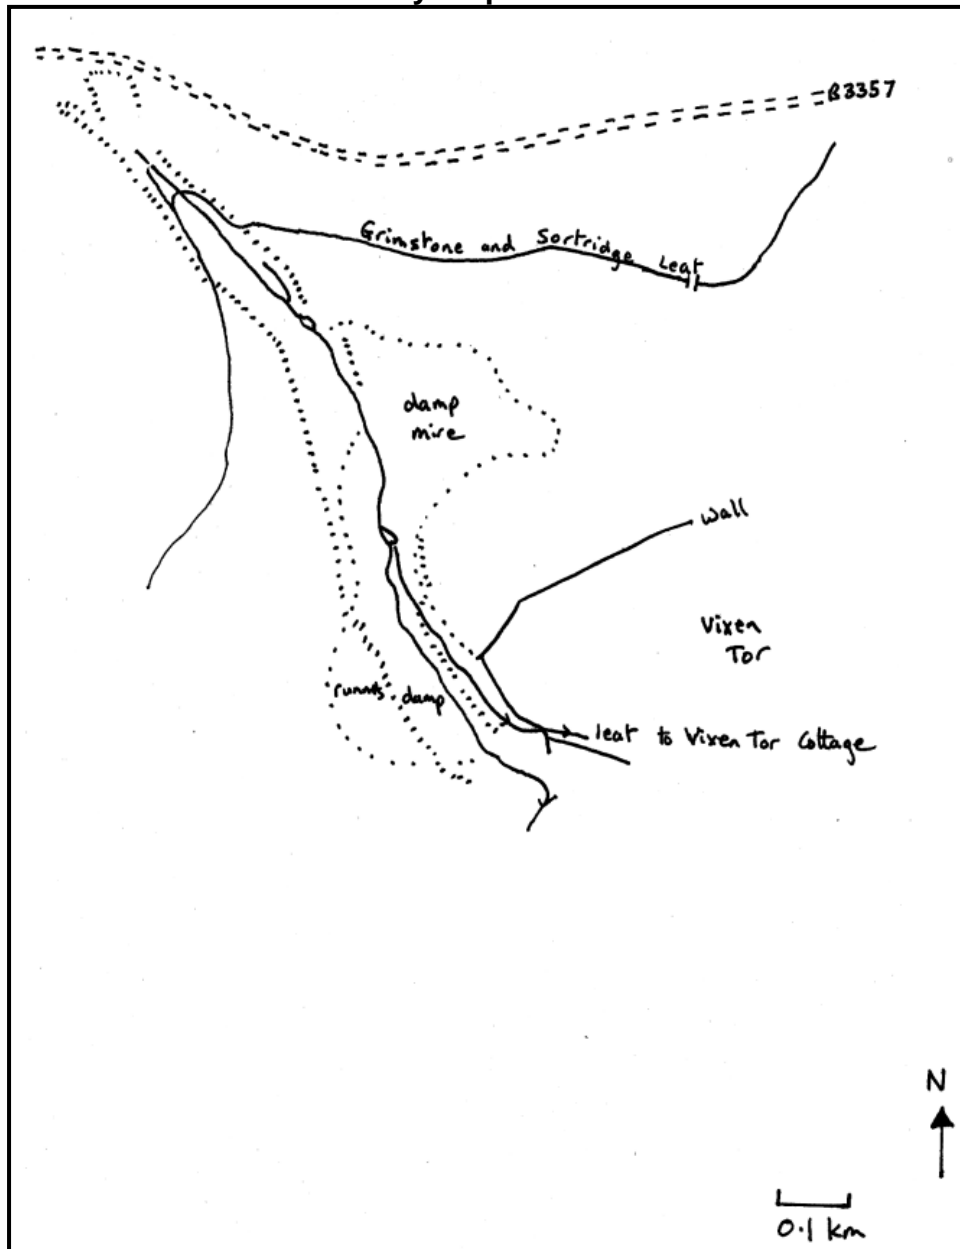 B3357
Grimstone and Sortridge Leat
damp
mire
wall
Vixen
Tor
damp
leat to Vixen Tor Cottage
N
0.1 km